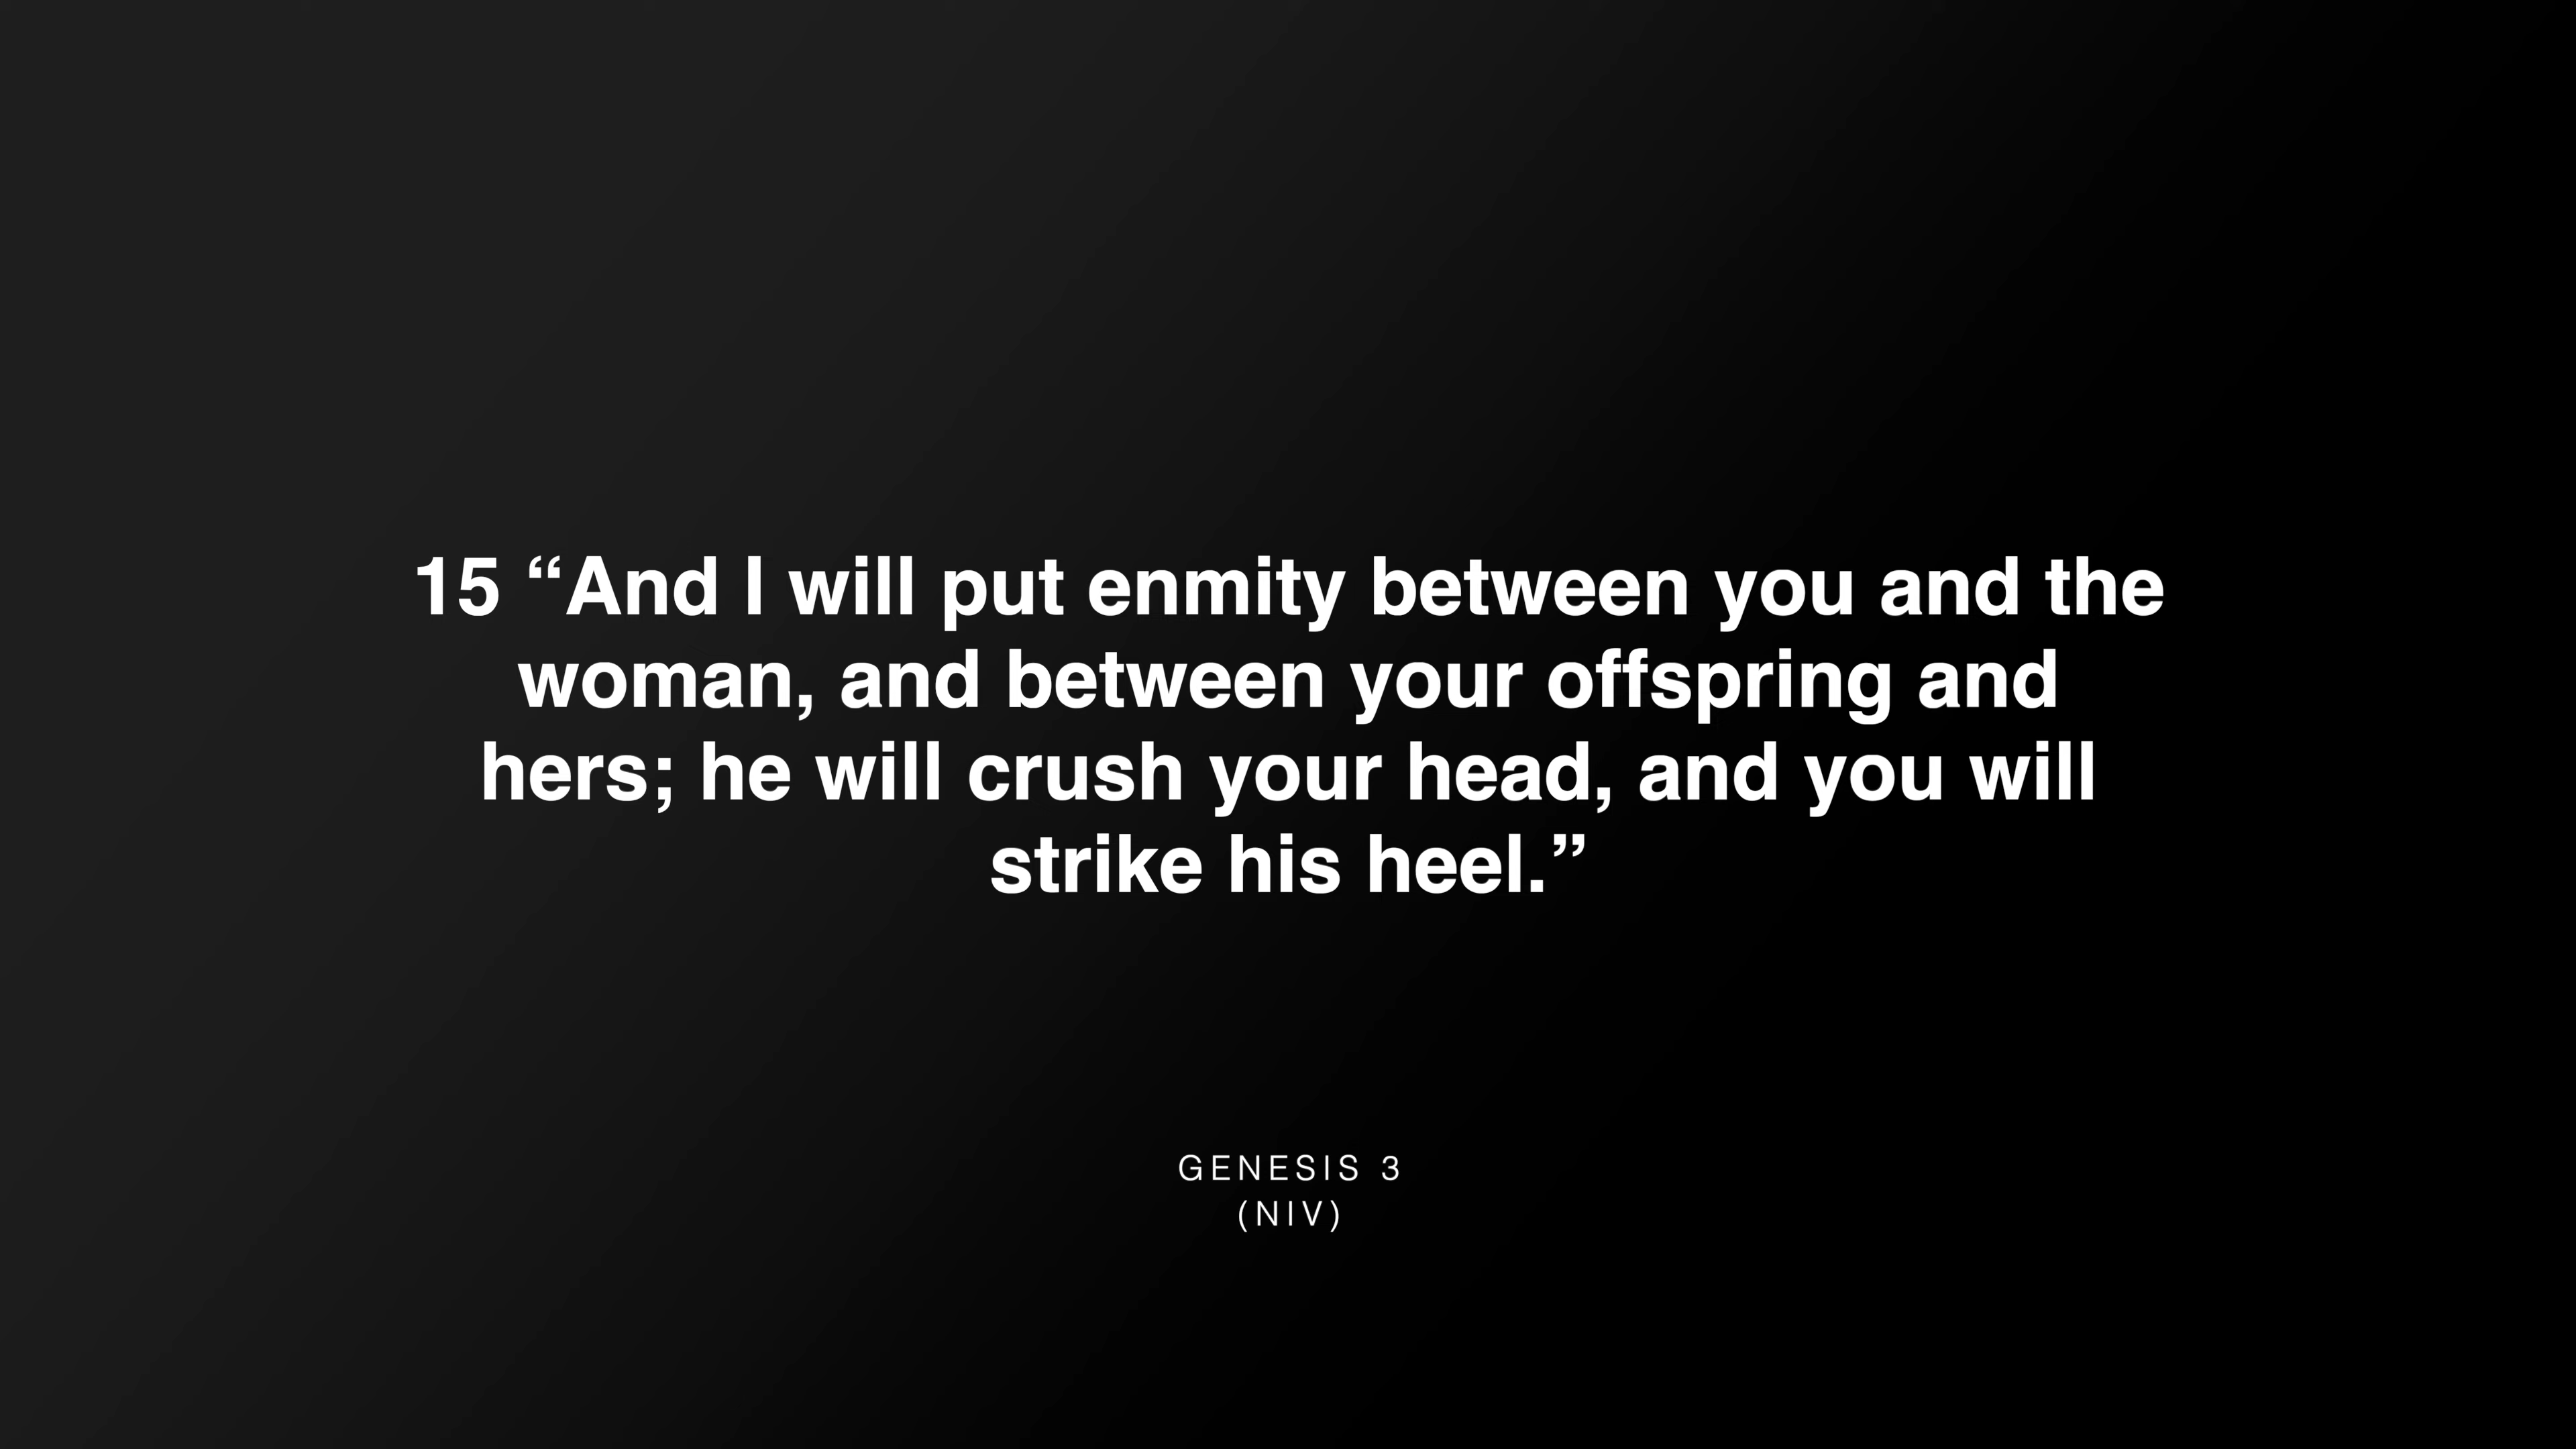 15 “And I will put enmity between you and the
woman, and between your offspring and
hers; he will crush your head, and you will
strike his heel.”
GENESIS 3
(NIV)